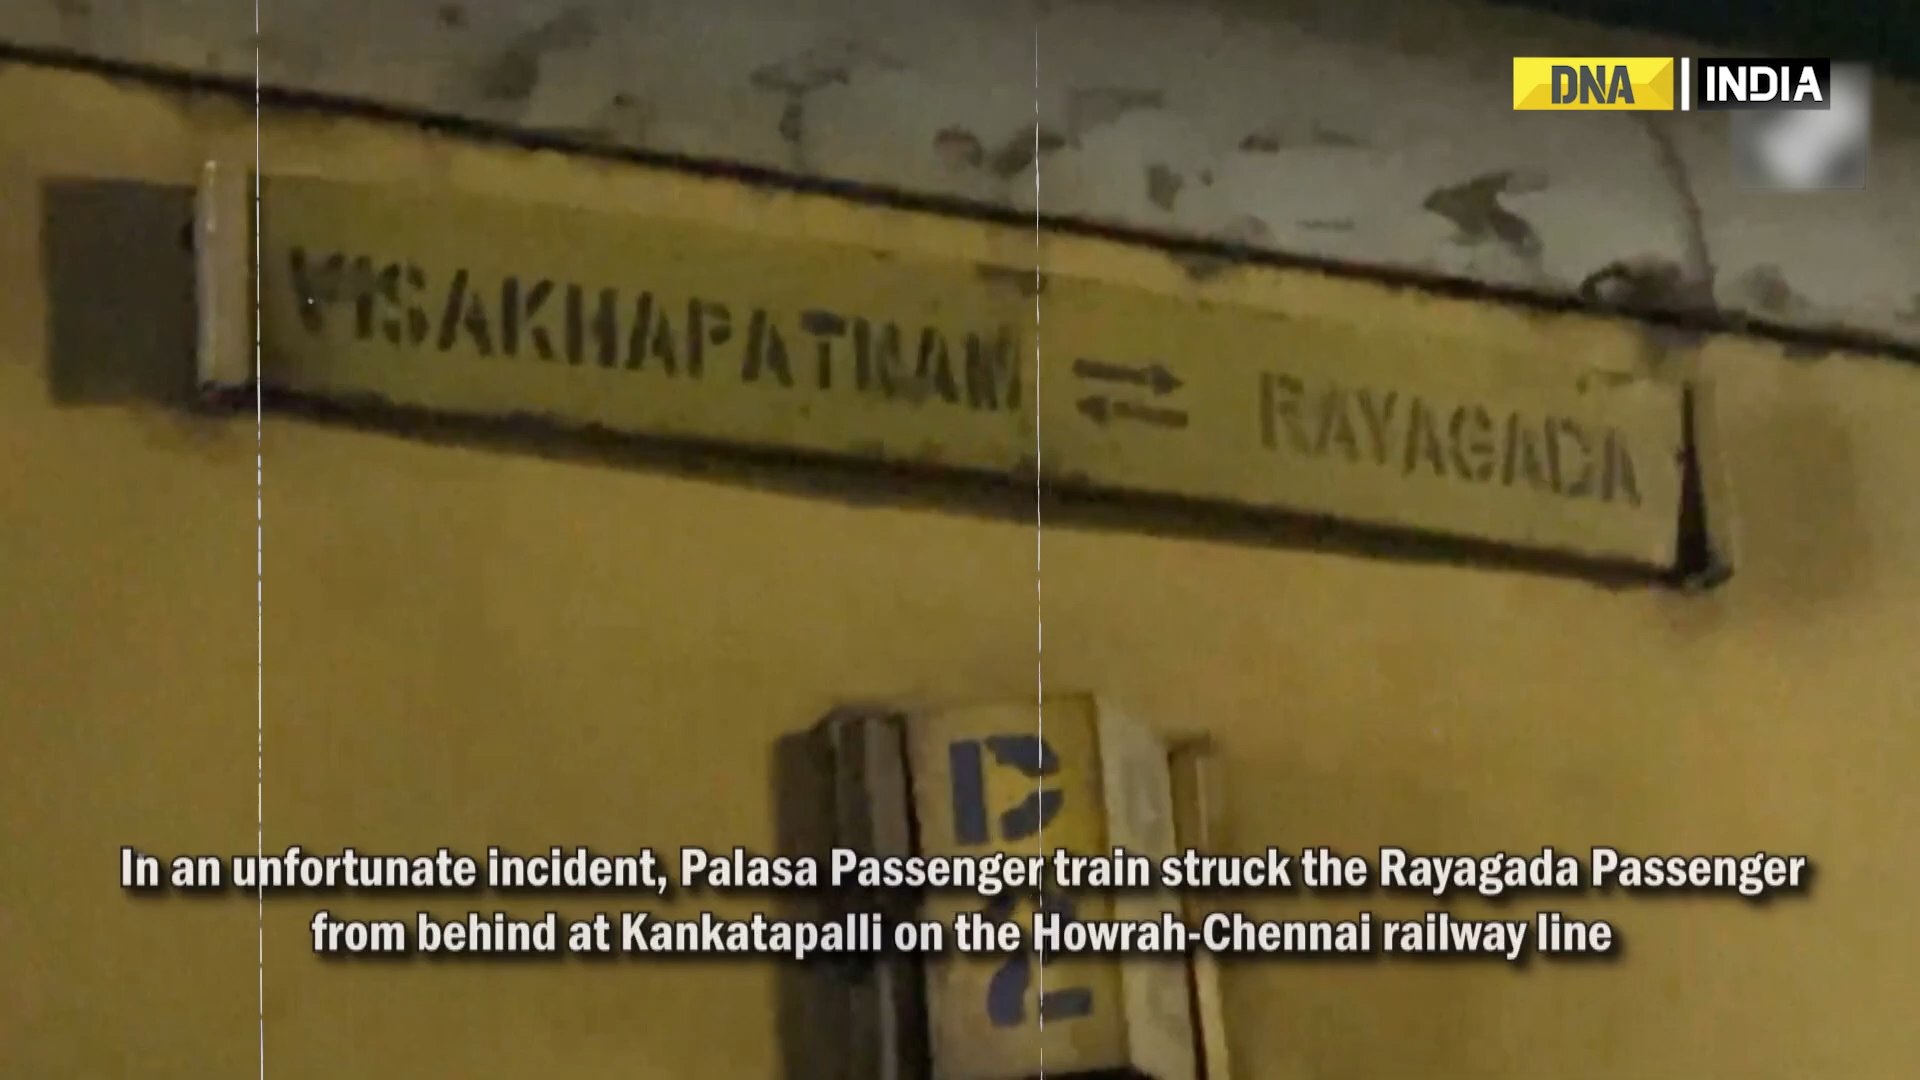 DNA | INDIA
VISAKHAPATNAM ⇄ RAYAGADA
D
2
In an unfortunate incident, Palasa Passenger train struck the Rayagada Passenger
from behind at Kankatapalli on the Howrah-Chennai railway line